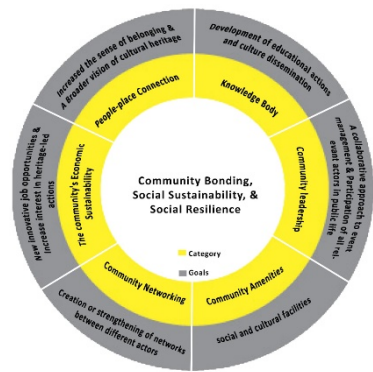 Increased the sense of belonging &
A Broader vision of cultural heritage
Development of educational actions
and culture dissemination
People-place Connection
Knowledge Body
A collaborative approach to event
management & Participation of all rel-
evant actors in public life
Community leadership
New innovative job opportunities &
Increase interest in heritage-led
actions
The community's Economic
Sustainability
Community Bonding,
Social Sustainability, &
Social Resilience
Category
Goals
Community Networking
Community Amenities
Creation or strengthening of networks
between different actors
social and cultural facilities